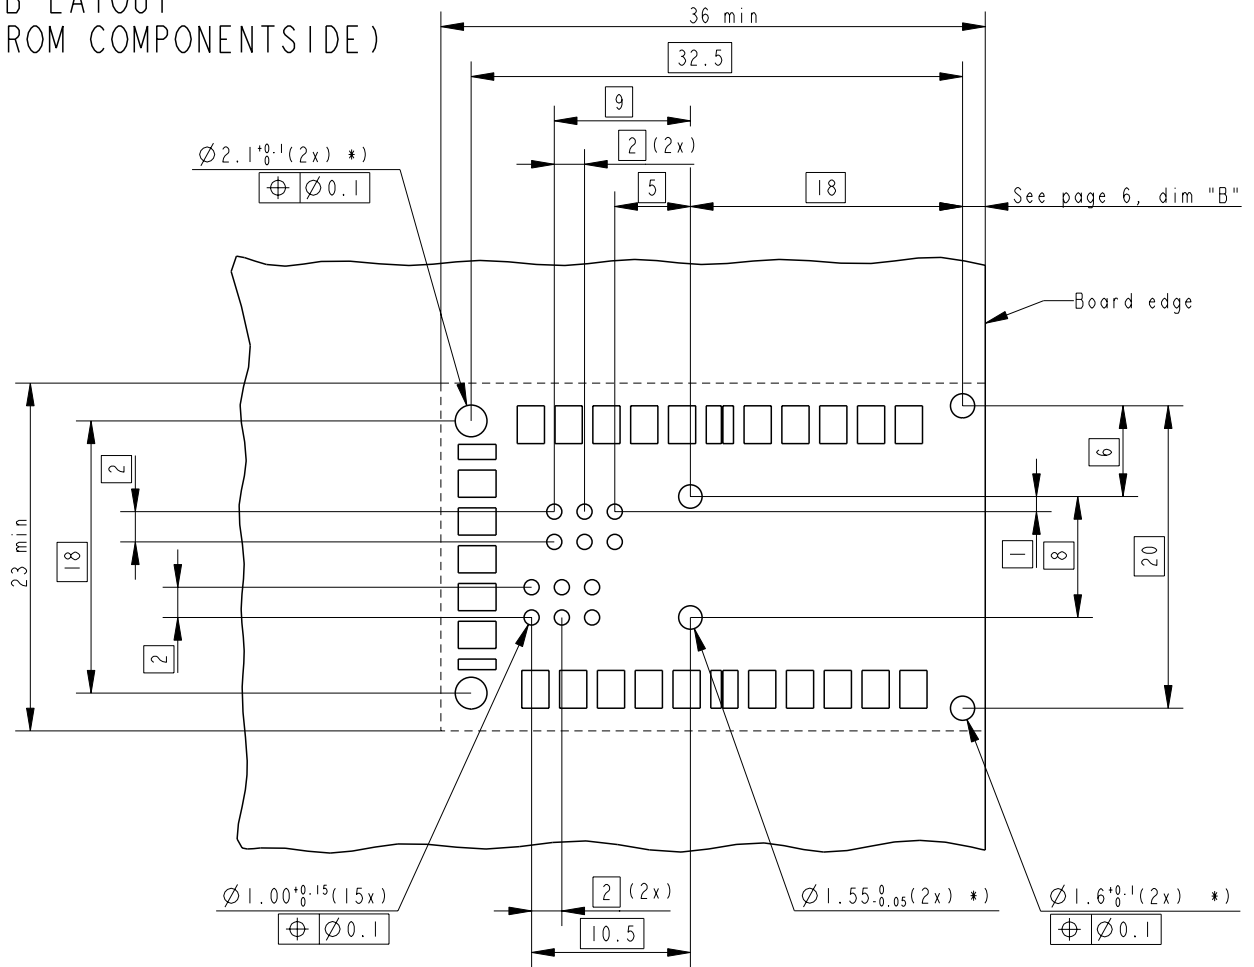 B LAYOUT
ROM COMPONENTSIDE)
36 min
32.5
9
2 (2x)
5
18
See page 6, dim "B"
Ø2.1 +0.1 0 (2x) *)
⌖ Ø0.1
Board edge
23 min
18
2
2
6
1
8
20
Ø1.00 +0.15 0 (15x)
⌖ Ø0.1
2 (2x)
10.5
Ø1.55 0 -0.05 (2x) *)
Ø1.6 +0.1 0 (2x) *)
⌖ Ø0.1